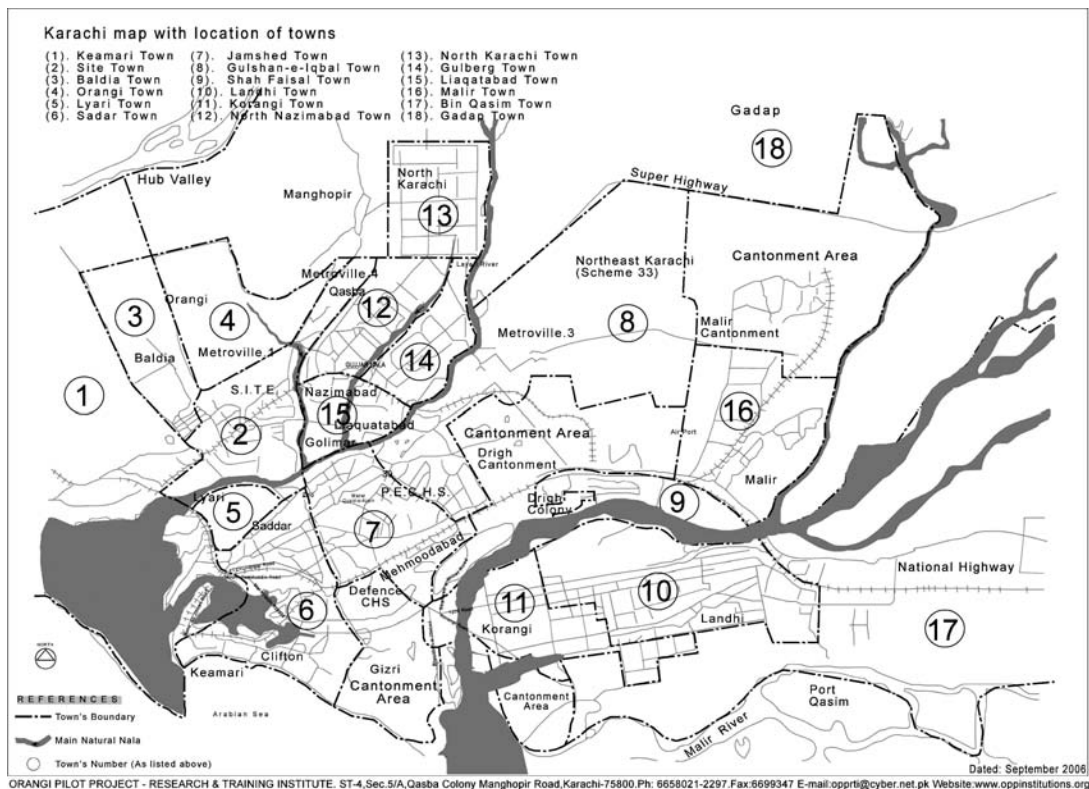 Karachi map with location of towns
(1). Keamari Town (7). Jamshed Town (13). North Karachi Town
(2). Site Town (8). Gulshan-e-Iqbal Town (14). Gulberg Town
(3). Baldia Town (9). Shah Faisal Town (15). Liaqatabad Town
(4). Orangi Town (10). Landhi Town (16). Malir Town
(5). Lyari Town (11). Korangi Town (17). Bin Qasim Town
(6). Sadar Town (12). North Nazimabad Town (18). Gadap Town
Gadap
18
Hub Valley
Manghopir
North
Karachi
13
Super Highway
Metroville.4
Qasba
Northeast Karachi
(Scheme 33)
Cantonment Area
Orangi
3
4
12
Metroville.1
Baldia
Metroville.3
8
Malir
Cantonment
14
1
S.I.T.E.
Nazimabad
15
Liaquatabad
Golimar
2
16
Air Port
Cantonment Area
Drigh
Cantonment
Malir
Lyari
5
Saddar
P.E.C.H.S.
7
Drigh
Colony
9
Mehmoodabad
National Highway
Defence
CHS
6
11
Korangi
10
Landhi
17
Clifton
Keamari
Gizri
Cantonment
Area
Cantonment
Area
Port
Qasim
Malir River
Arabian Sea
NORTH
REFERENCES
Town's Boundary
Main Natural Nala
Town's Number (As listed above)
Dated: September 2006
ORANGI PILOT PROJECT - RESEARCH & TRAINING INSTITUTE. ST-4,Sec.5/A,Qasba Colony Manghopir Road,Karachi-75800.Ph: 6658021-2297.Fax:6699347 E-mail:opprti@cyber.net.pk Website:www.oppinstitutions.org